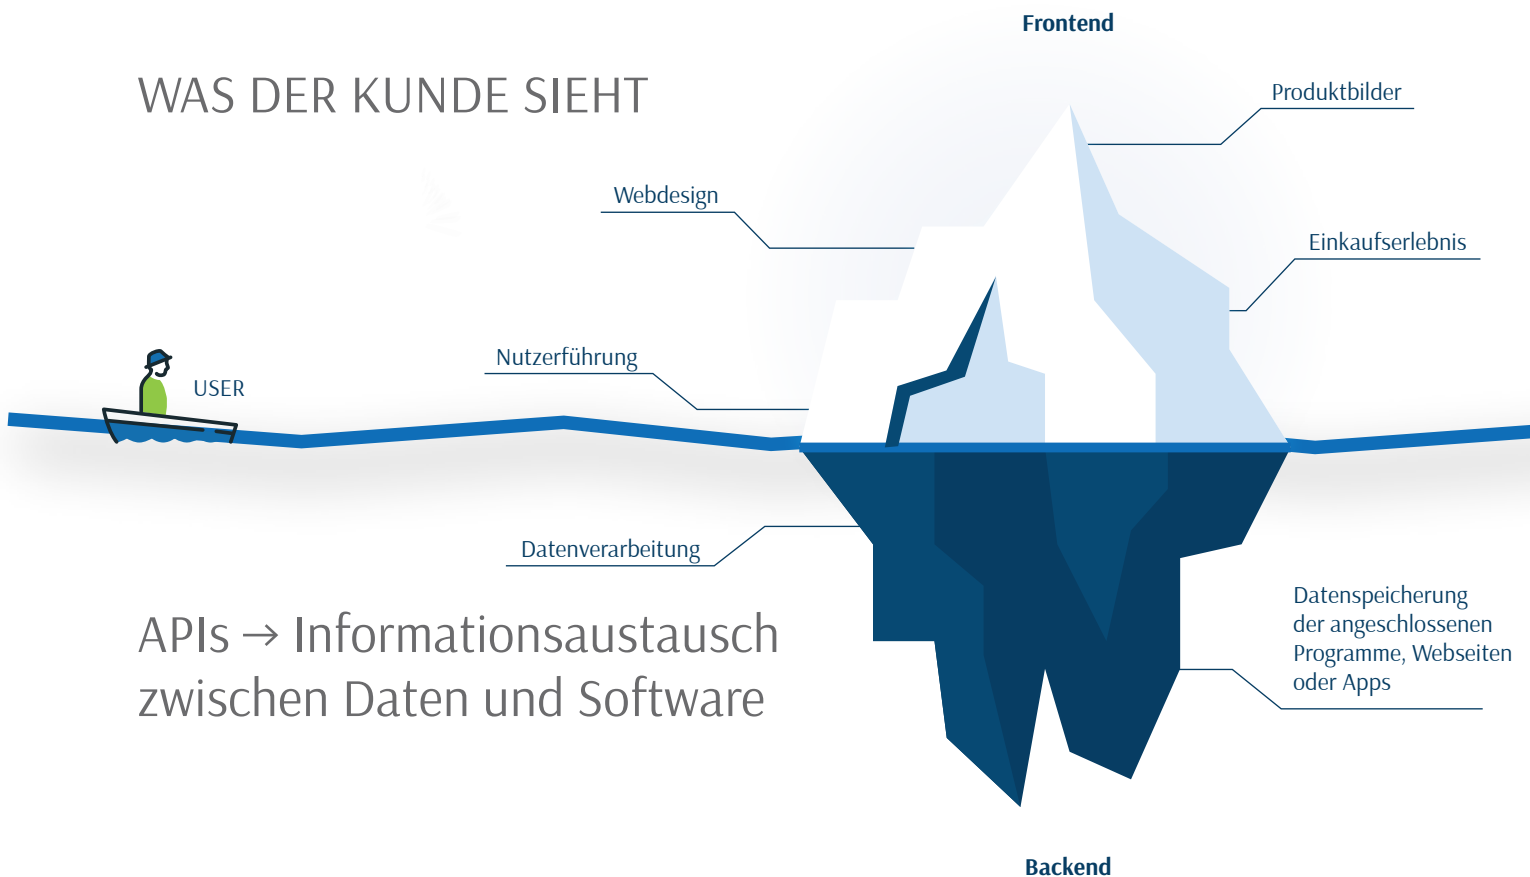 Frontend
WAS DER KUNDE SIEHT
Produktbilder
Webdesign
Einkaufserlebnis
Nutzerführung
USER
Datenverarbeitung
APIs → Informationsaustausch
zwischen Daten und Software
Datenspeicherung
der angeschlossenen
Programme, Webseiten
oder Apps
Backend